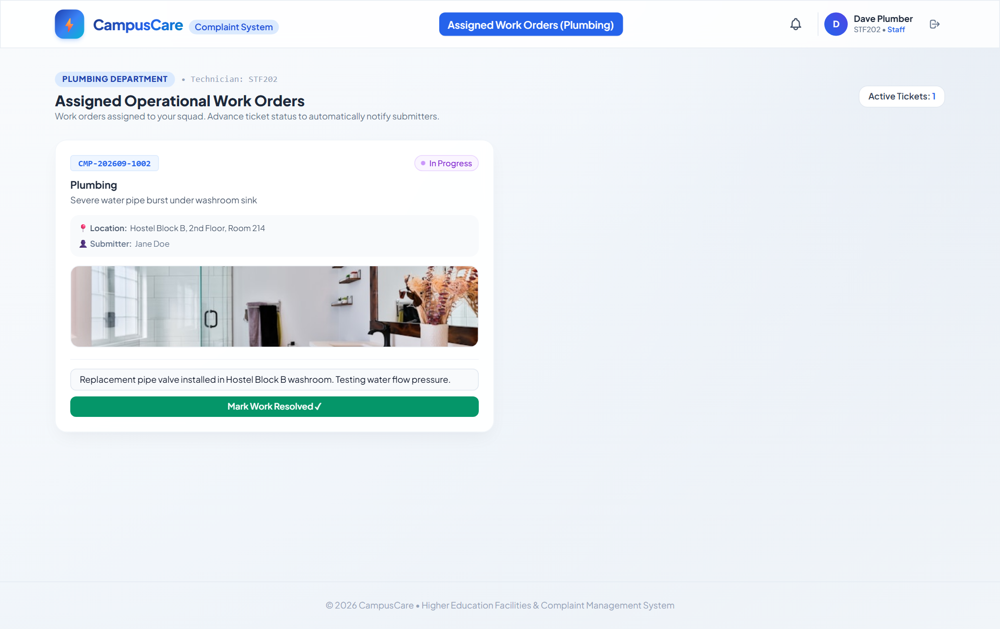 CampusCare Complaint System
Assigned Work Orders (Plumbing)
D
Dave Plumber
STF202 • Staff
PLUMBING DEPARTMENT • Technician: STF202
Assigned Operational Work Orders
Work orders assigned to your squad. Advance ticket status to automatically notify submitters.
Active Tickets: 1
CMP-202609-1002
In Progress
Plumbing
Severe water pipe burst under washroom sink
Location: Hostel Block B, 2nd Floor, Room 214
Submitter: Jane Doe
Replacement pipe valve installed in Hostel Block B washroom. Testing water flow pressure.
Mark Work Resolved ✓
© 2026 CampusCare • Higher Education Facilities & Complaint Management System